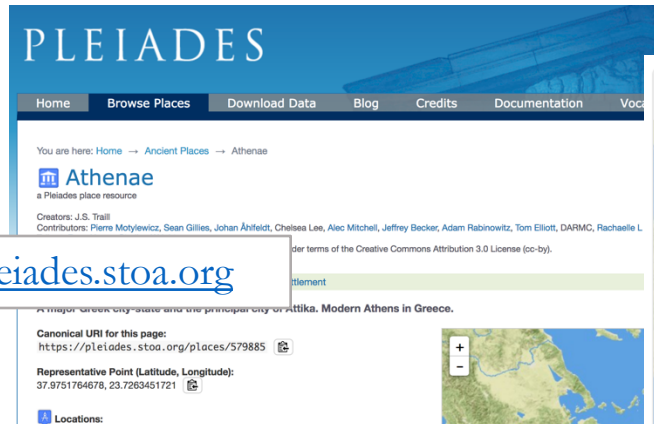 PLEIADES
Home Browse Places Download Data Blog Credits Documentation
You are here: Home → Ancient Places → Athenae
Athenae
a Pleiades place resource
Creators: J.S. Traill
Contributors: Pierre Motylewicz, Sean Gillies, Johan Åhlfeldt, Chelsea Lee, Alec Mitchell, Jeffrey Becker, Adam Rabinowitz, Tom Elliott, DARMC, Rachaelle L
der terms of the Creative Commons Attribution 3.0 License (cc-by).
eiades.stoa.org
ttlement
A major Greek city-state and the principal city of Attika. Modern Athens in Greece.
Canonical URI for this page:
https://pleiades.stoa.org/places/579885
+
−
Representative Point (Latitude, Longitude):
37.9751764678, 23.7263451721
Locations: